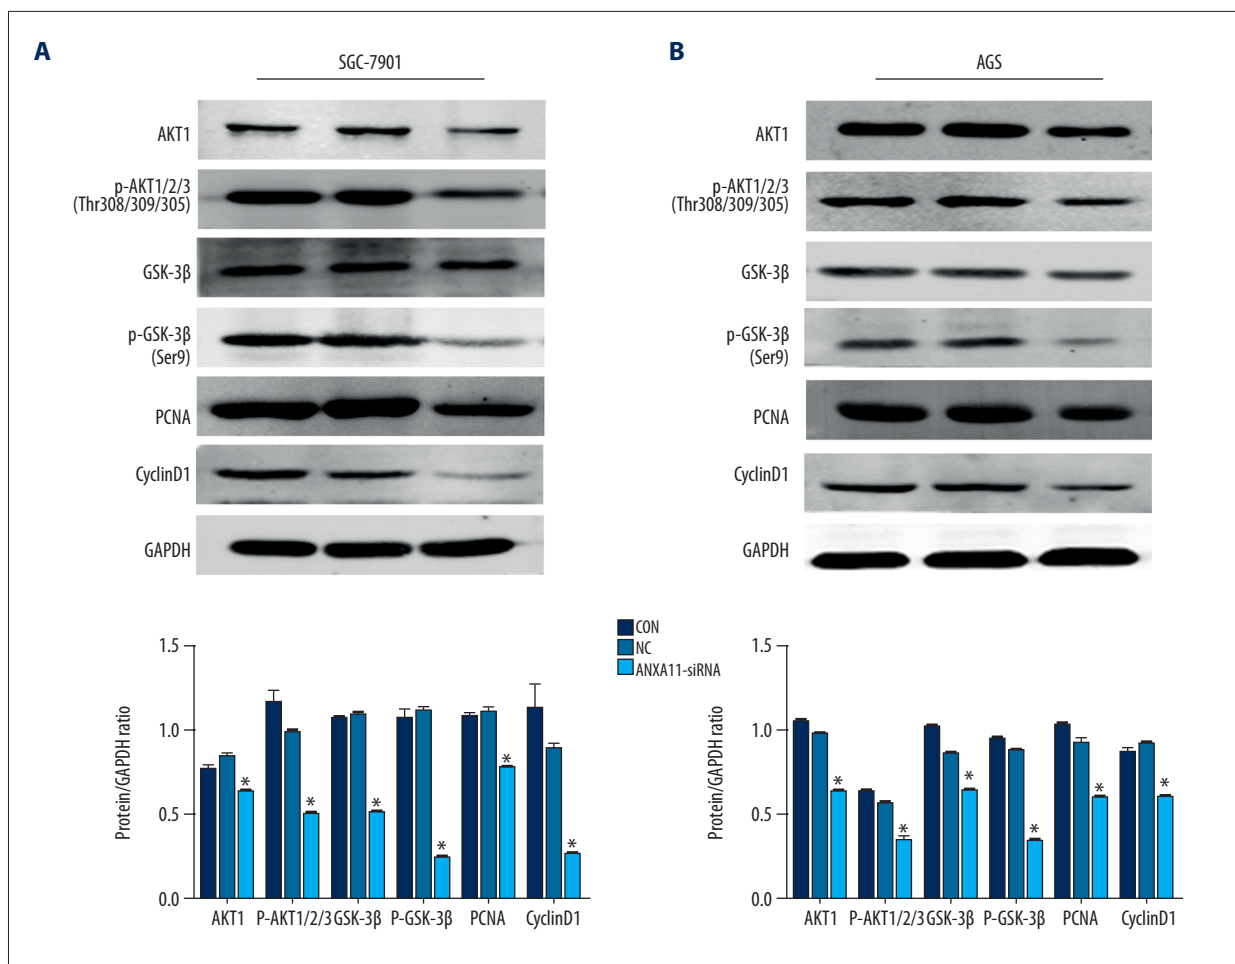 A
SGC-7901
AKT1
p-AKT1/2/3
(Thr308/309/305)
GSK-3β
p-GSK-3β
(Ser9)
PCNA
CyclinD1
GAPDH
B
AGS
AKT1
p-AKT1/2/3
(Thr308/309/305)
GSK-3β
p-GSK-3β
(Ser9)
PCNA
CyclinD1
GAPDH
CON
NC
ANXA11-siRNA
Protein/GAPDH ratio
1.5
1.0
0.5
0.0
* * * * * *
AKT1 P-AKT1/2/3 GSK-3β P-GSK-3β PCNA CyclinD1
Protein/GAPDH ratio
1.5
1.0
0.5
0.0
* * * * * *
AKT1 P-AKT1/2/3 GSK-3β P-GSK-3β PCNA CyclinD1